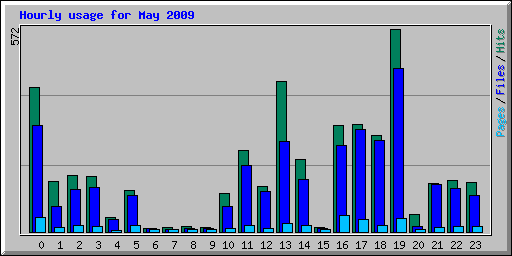 Hourly usage for May 2009
572
Pages / Files / Hits
0 1 2 3 4 5 6 7 8 9 10 11 12 13 14 15 16 17 18 19 20 21 22 23